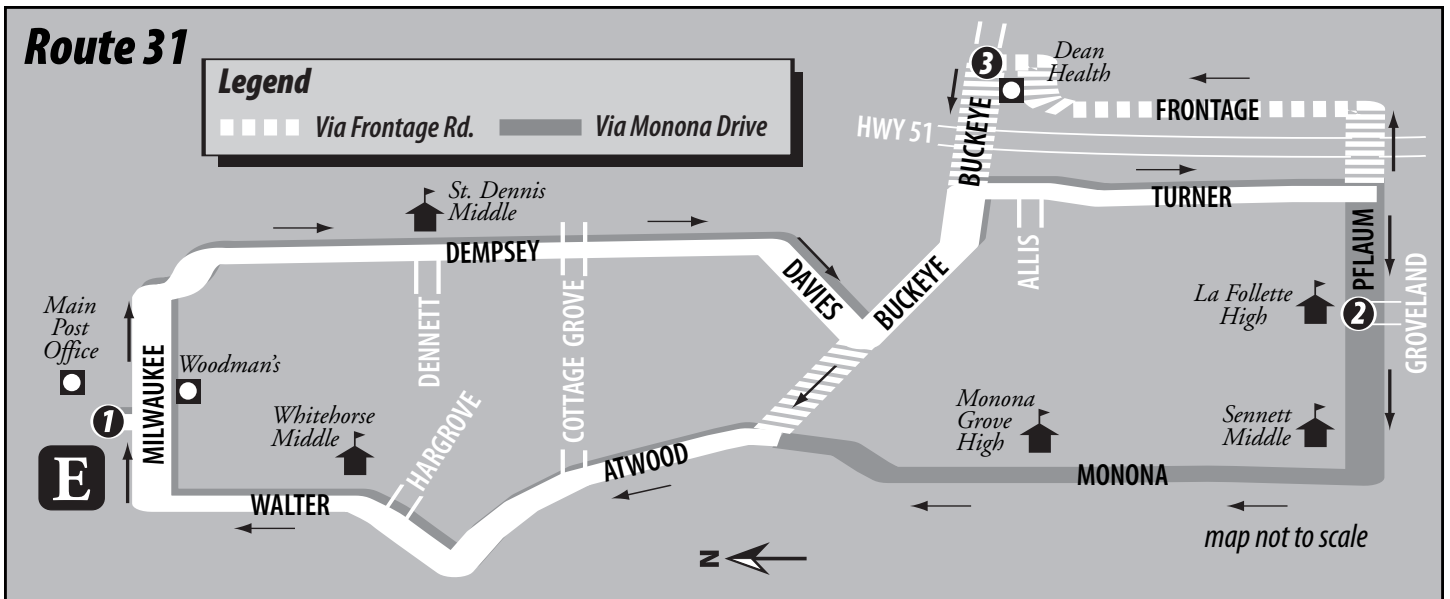 Route 31
Legend
Via Frontage Rd.
Via Monona Drive
3
Dean
Health
FRONTAGE
HWY 51
BUCKEYE
TURNER
St. Dennis
Middle
DEMPSEY
DAVIES
BUCKEYE
ALLIS
PFLAUM
GROVELAND
La Follette
High
2
Main
Post
Office
MILWAUKEE
Woodman's
DENNETT
COTTAGE GROVE
1
Whitehorse
Middle
HARGROVE
Monona
Grove
High
Sennett
Middle
E
WALTER
ATWOOD
MONONA
N
map not to scale